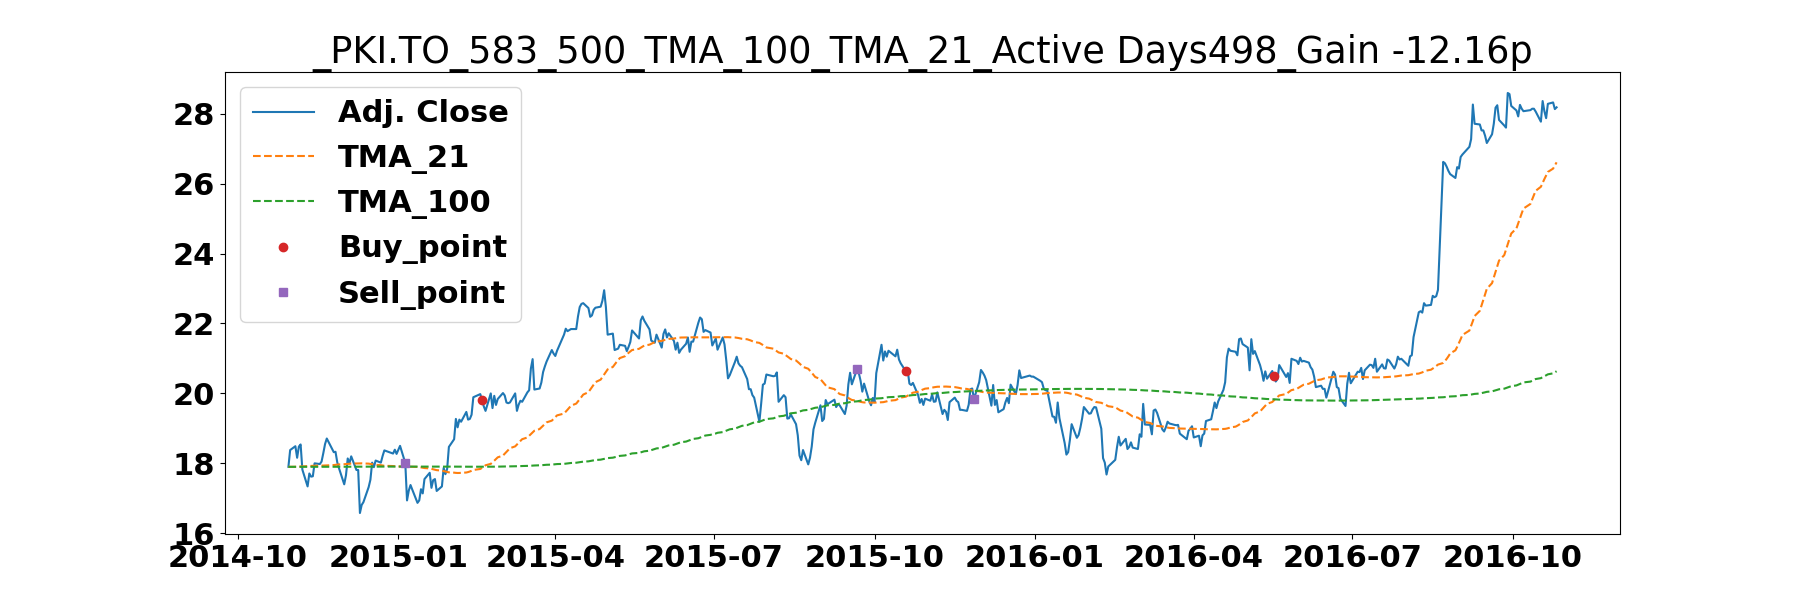 _PKI.TO_583_500_TMA_100_TMA_21_Active Days498_Gain -12.16p
Adj. Close
TMA_21
TMA_100
Buy_point
Sell_point
28
26
24
22
20
18
16
2014-10 2015-01 2015-04 2015-07 2015-10 2016-01 2016-04 2016-07 2016-10